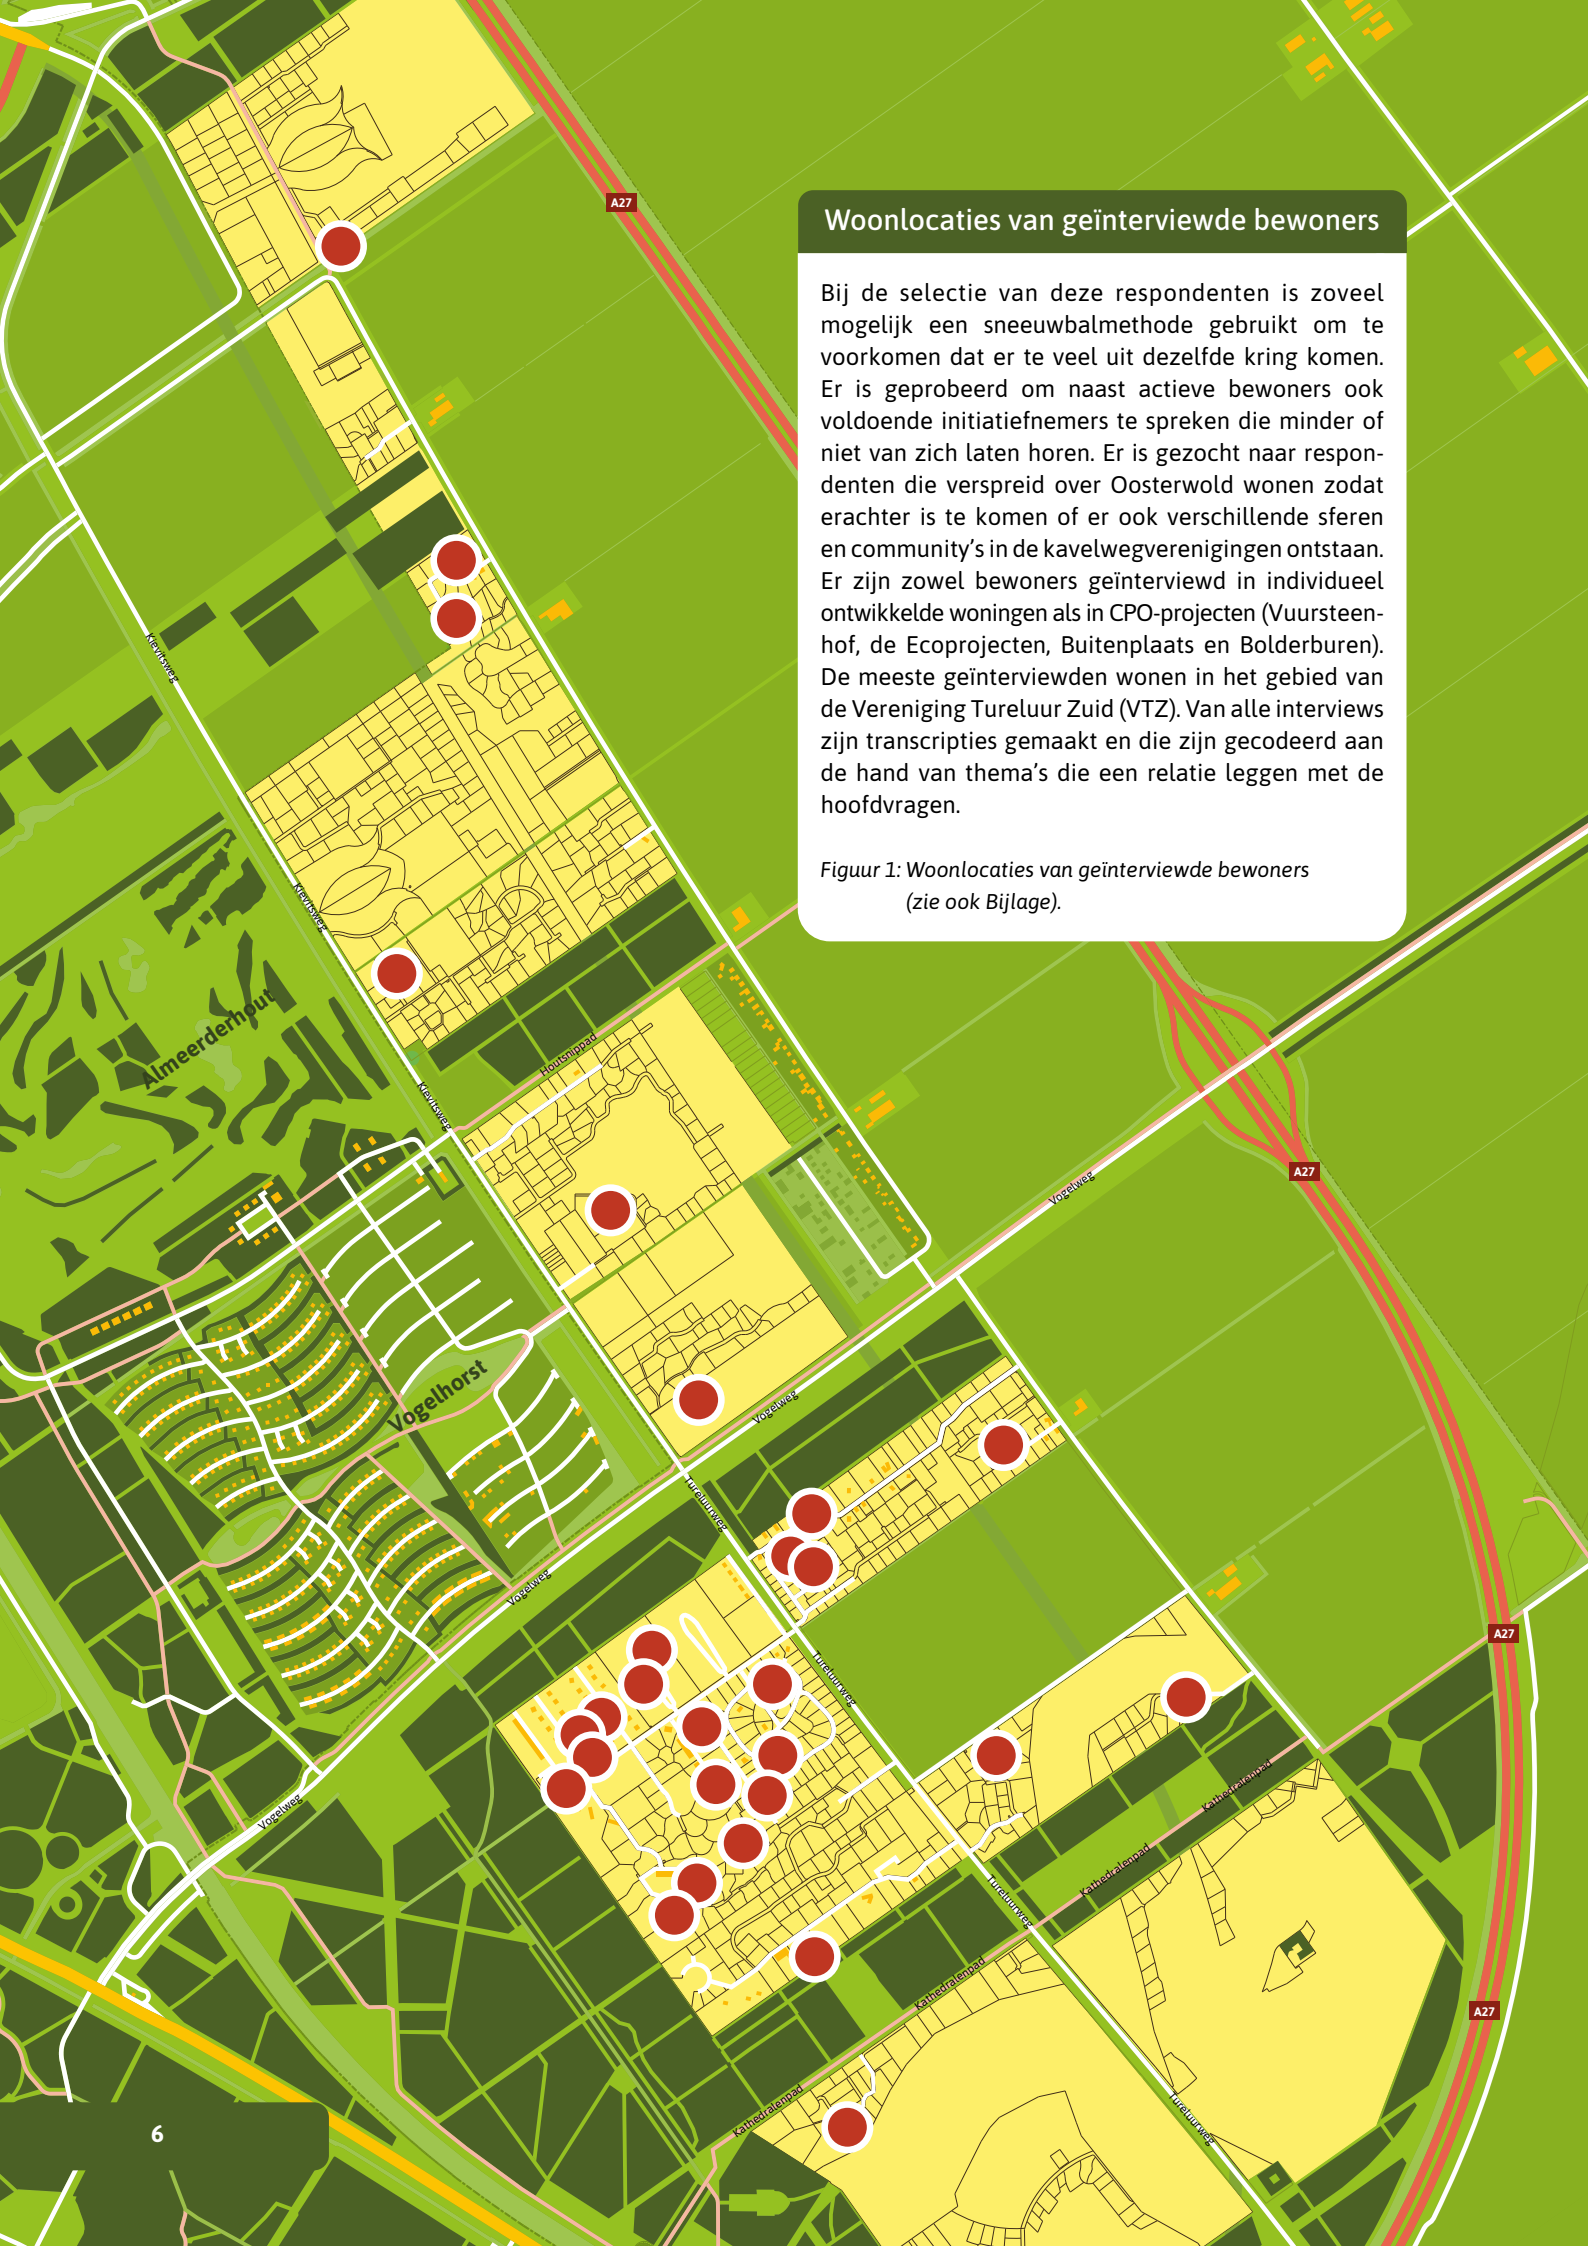 A27
Woonlocaties van geïnterviewde bewoners
Bij de selectie van deze respondenten is zoveel
mogelijk een sneeuwbalmethode gebruikt om te
voorkomen dat er te veel uit dezelfde kring komen.
Er is geprobeerd om naast actieve bewoners ook
voldoende initiatiefnemers te spreken die minder of
niet van zich laten horen. Er is gezocht naar respon-
denten die verspreid over Oosterwold wonen zodat
erachter is te komen of er ook verschillende sferen
en community’s in de kavelwegverenigingen ontstaan.
Er zijn zowel bewoners geïnterviewd in individueel
ontwikkelde woningen als in CPO-projecten (Vuursteen-
hof, de Ecoprojecten, Buitenplaats en Bolderburen).
De meeste geïnterviewden wonen in het gebied van
de Vereniging Tureluur Zuid (VTZ). Van alle interviews
zijn transcripties gemaakt en die zijn gecodeerd aan
de hand van thema’s die een relatie leggen met de
hoofdvragen.
Figuur 1: Woonlocaties van geïnterviewde bewoners
(zie ook Bijlage).
Kievitsweg
Kievitsweg
Almeerderhout
Houtsnippad
Kievitsweg
A27
Vogelweg
Vogelhorst
Vogelweg
Tureluurweg
Vogelweg
A27
Tureluurweg
Kathedralenpad
Vogelweg
Kathedralenpad
Tureluurweg
Kathedralenpad
A27
Kathedralenpad
Tureluurweg
6